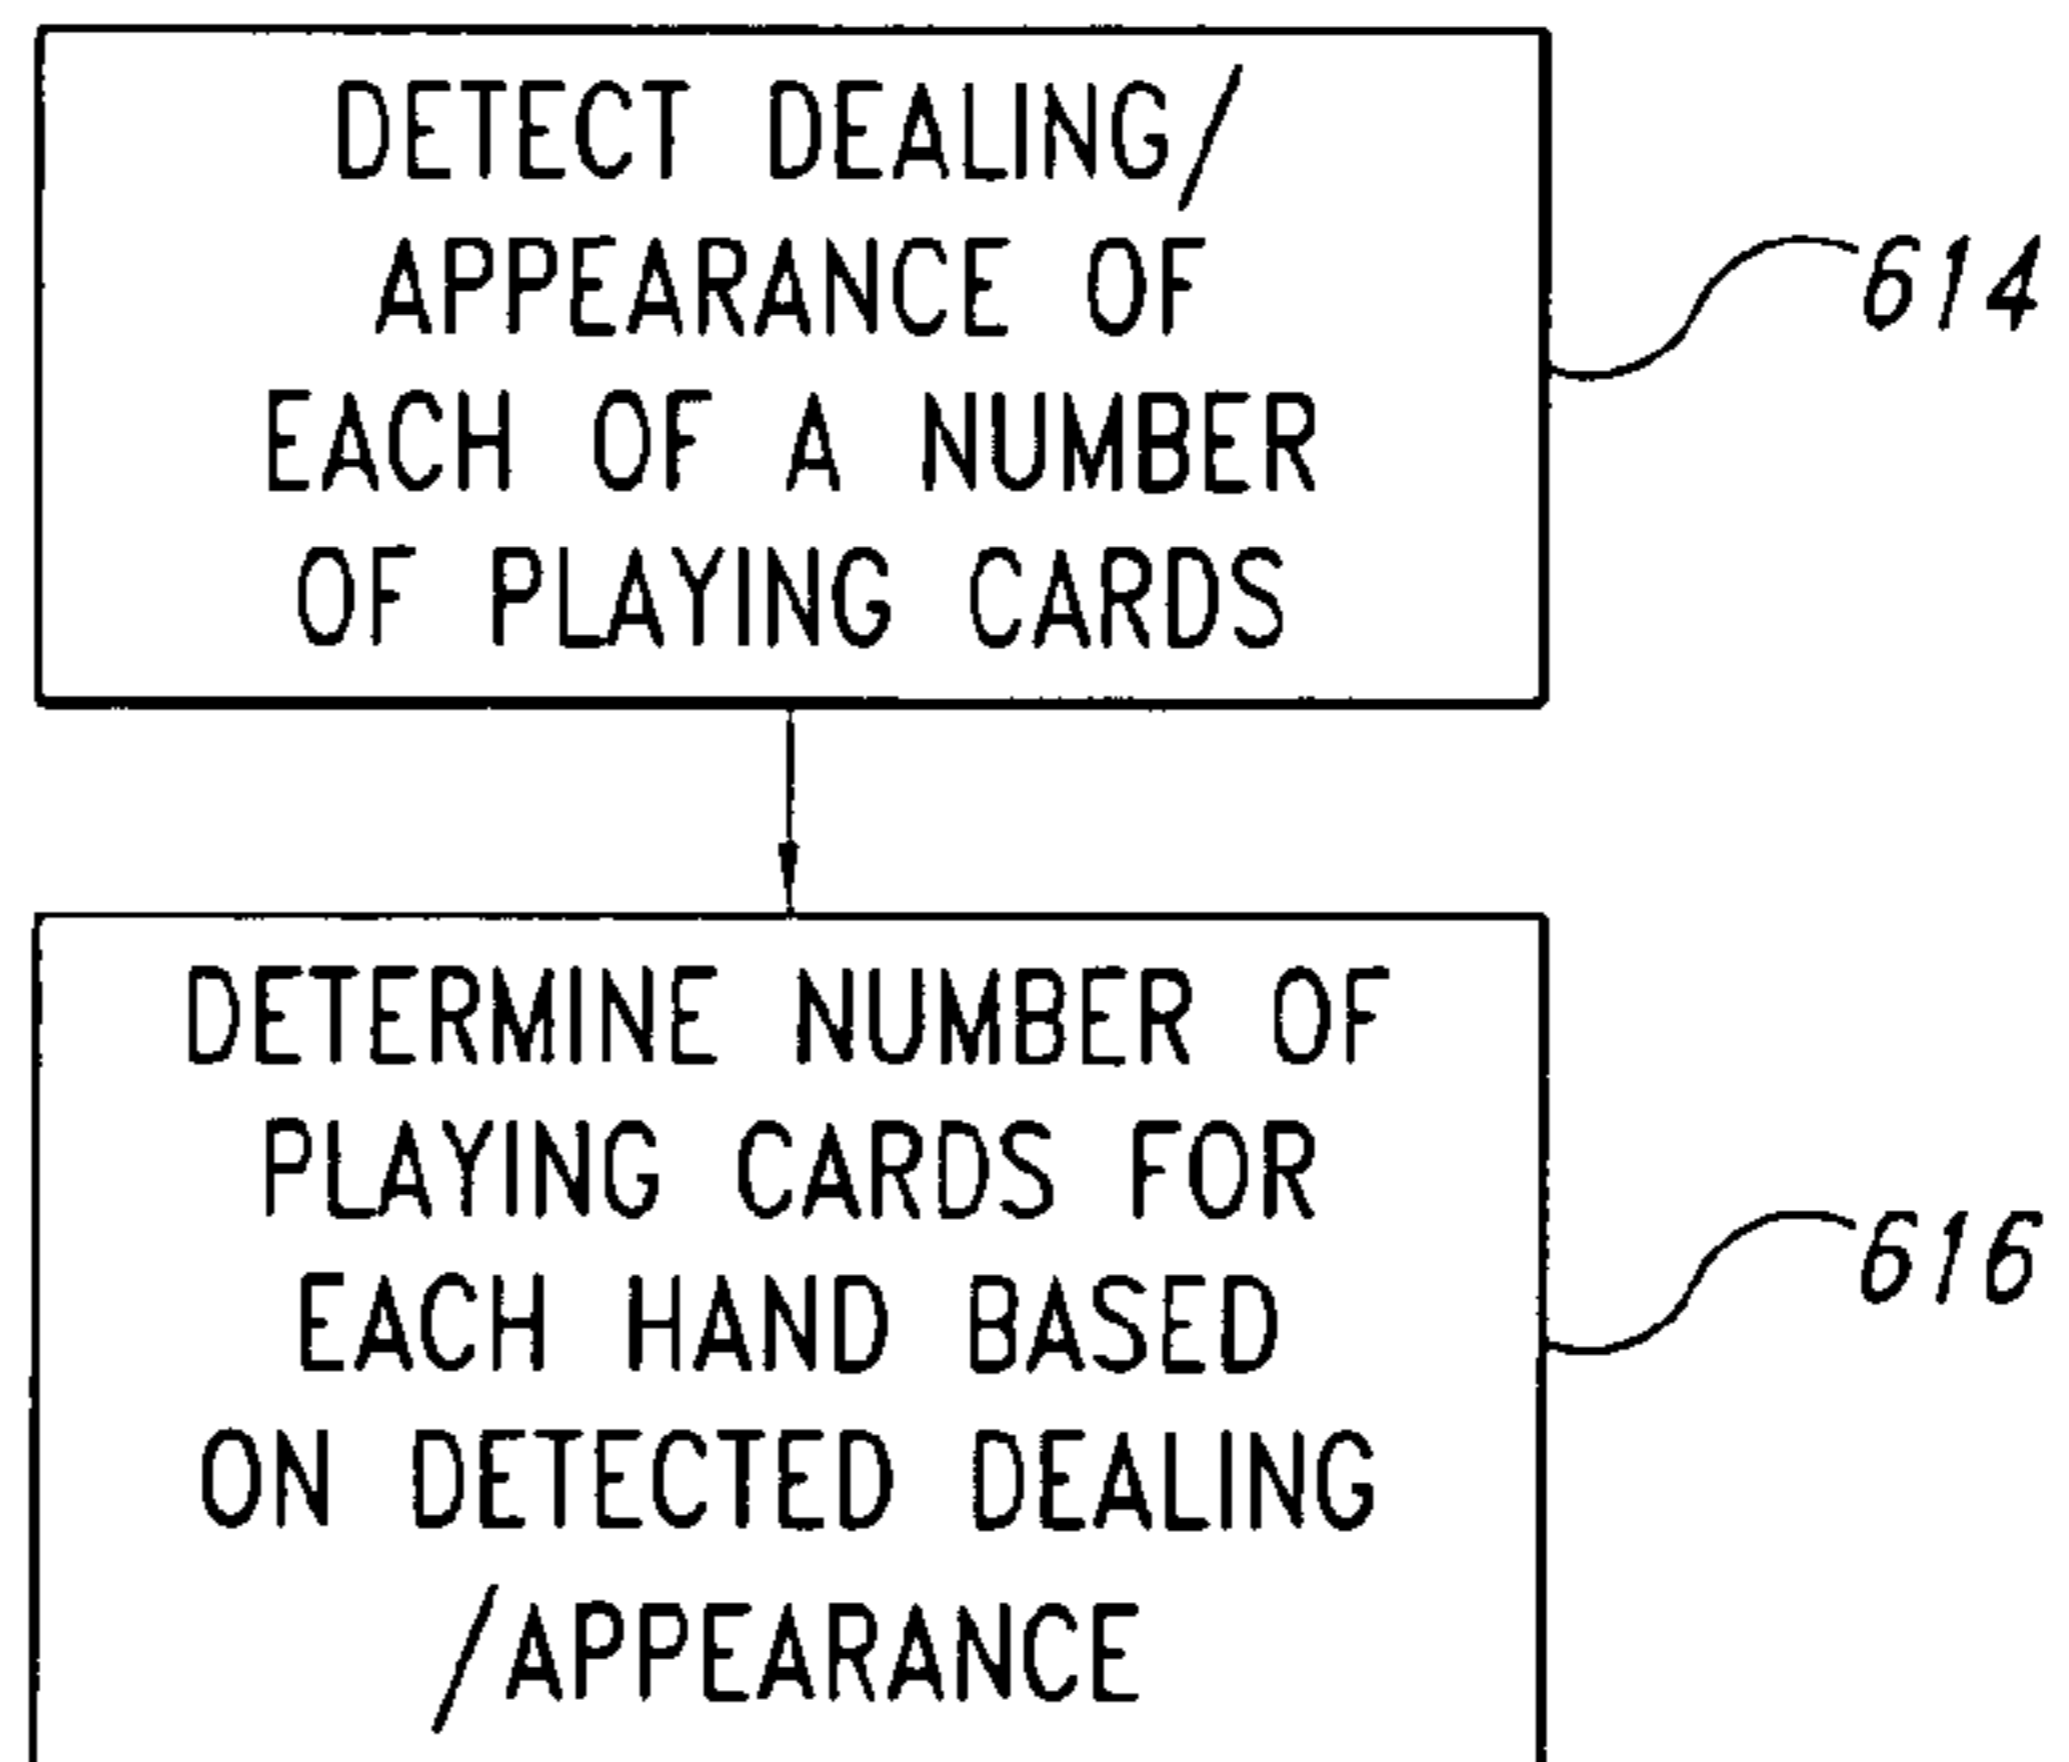 DETECT DEALING/
APPEARANCE OF
EACH OF A NUMBER
OF PLAYING CARDS
614
DETERMINE NUMBER OF
PLAYING CARDS FOR
EACH HAND BASED
ON DETECTED DEALING
/APPEARANCE
616